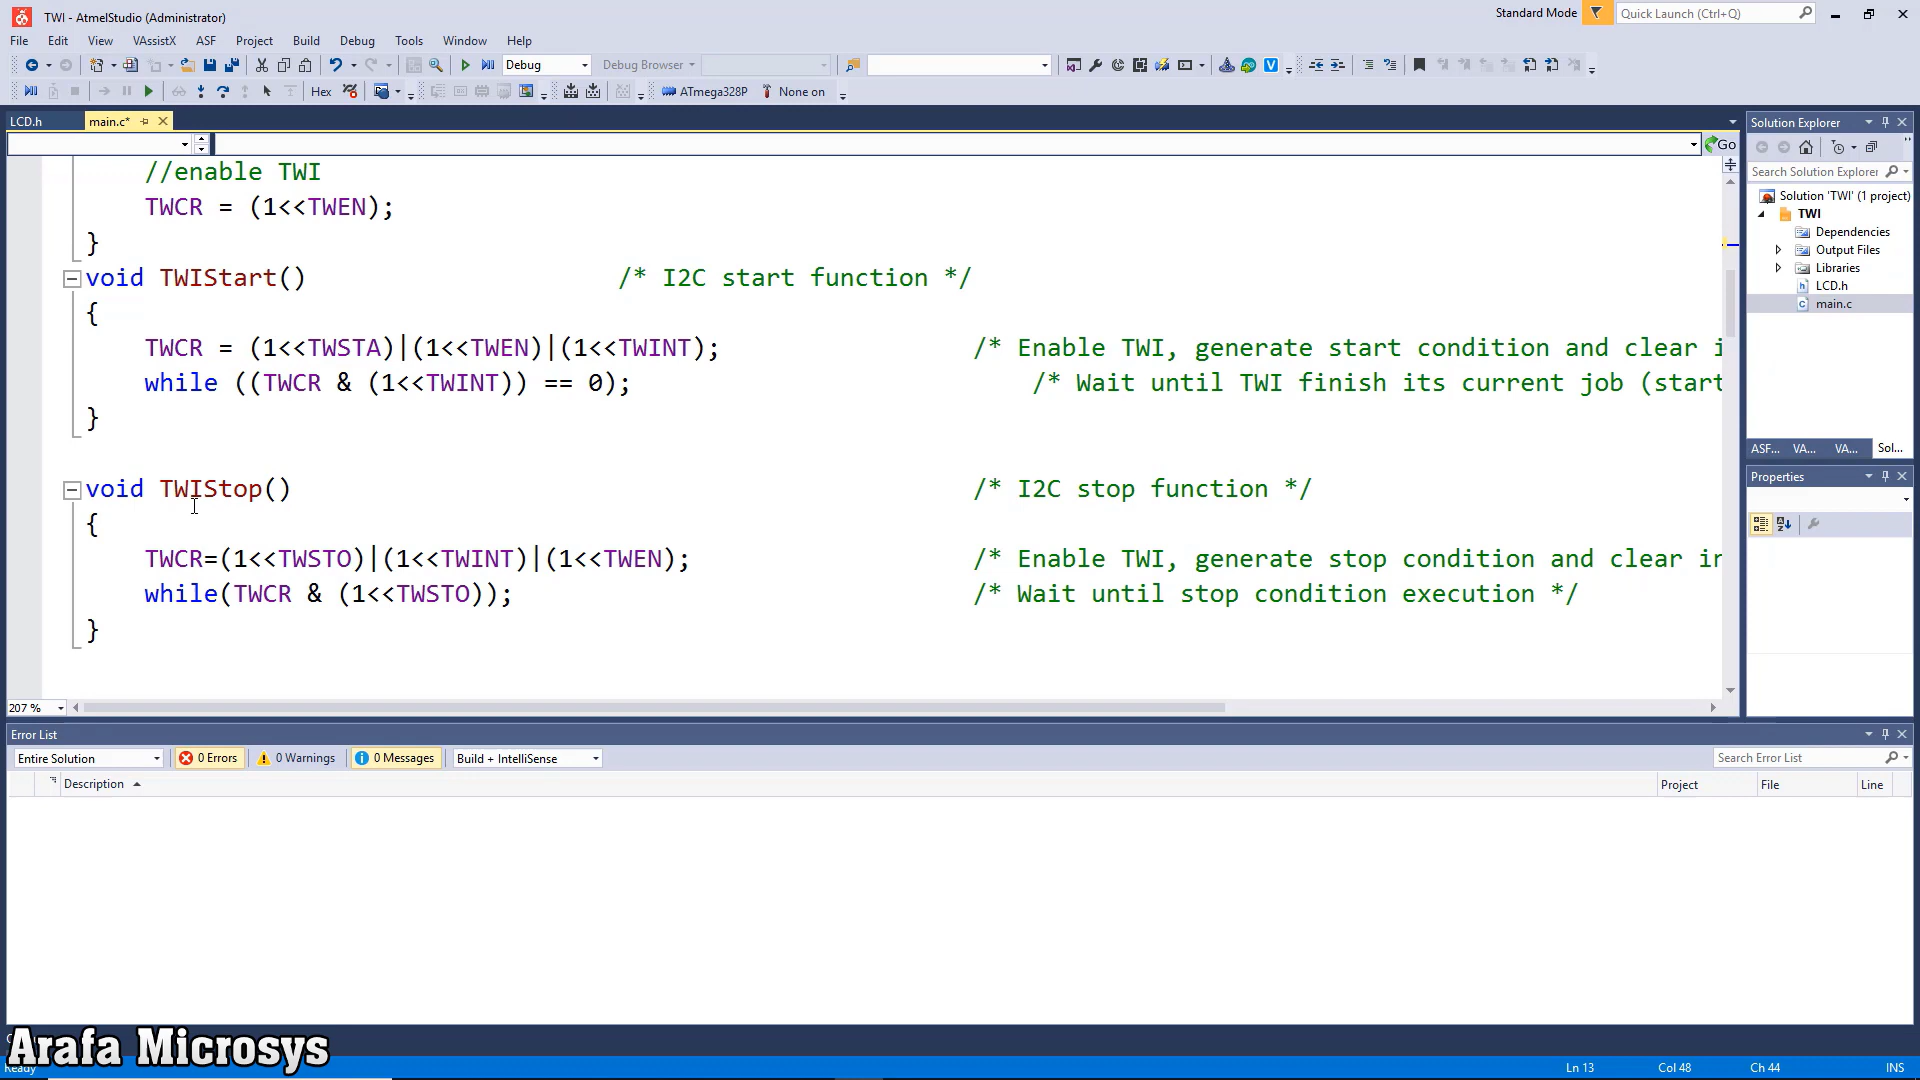 TWI - AtmelStudio (Administrator)
Standard Mode
Quick Launch (Ctrl+Q)
File Edit View VAssistX ASF Project Build Debug Tools Window Help
Debug
Debug Browser
Hex
ATmega328P
None on
LCD.h
main.c*
Go
//enable TWI
TWCR = (1<<TWEN);
}
void TWIStart() /* I2C start function */
{
TWCR = (1<<TWSTA)|(1<<TWEN)|(1<<TWINT); /* Enable TWI, generate start condition and clear i
while ((TWCR & (1<<TWINT)) == 0); /* Wait until TWI finish its current job (start
}
void TWIStop() /* I2C stop function */
{
TWCR=(1<<TWSTO)|(1<<TWINT)|(1<<TWEN); /* Enable TWI, generate stop condition and clear in
while(TWCR & (1<<TWSTO)); /* Wait until stop condition execution */
}
207 %
Solution Explorer
Search Solution Explorer
Solution 'TWI' (1 project)
TWI
Dependencies
Output Files
Libraries
LCD.h
main.c
ASF... VA... VA... Sol...
Properties
Error List
Entire Solution
0 Errors
0 Warnings
0 Messages
Build + IntelliSense
Search Error List
Description
Project
File
Line
Arafa Microsys
Ready
Ln 13
Col 48
Ch 44
INS